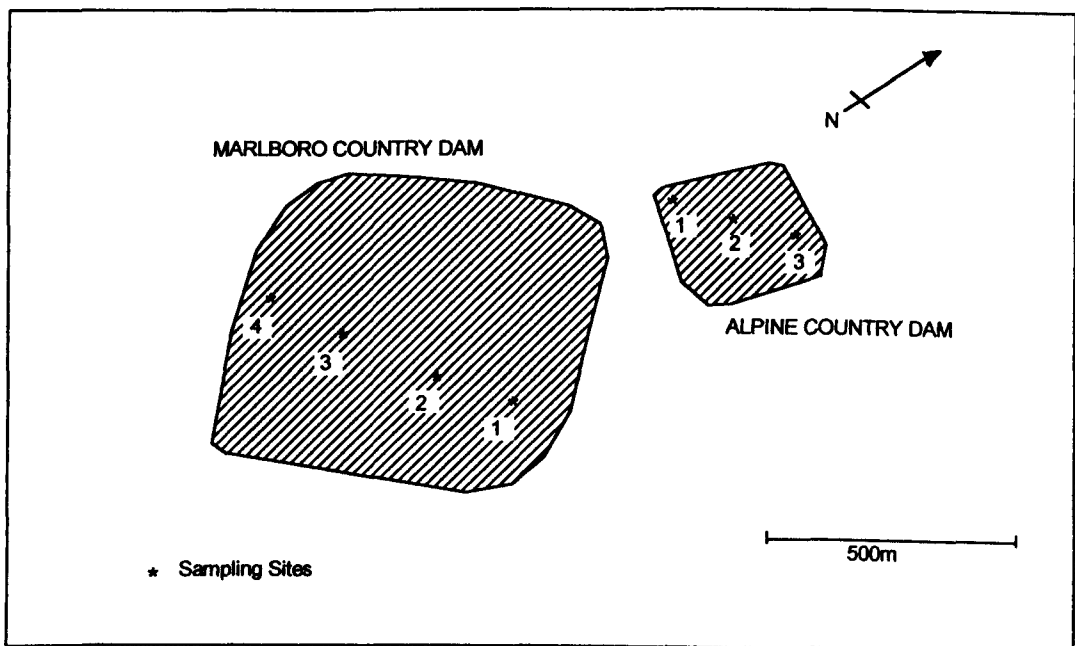 N
MARLBORO COUNTRY DAM
1
2
3
4
3
2
1
ALPINE COUNTRY DAM
500m
* Sampling Sites